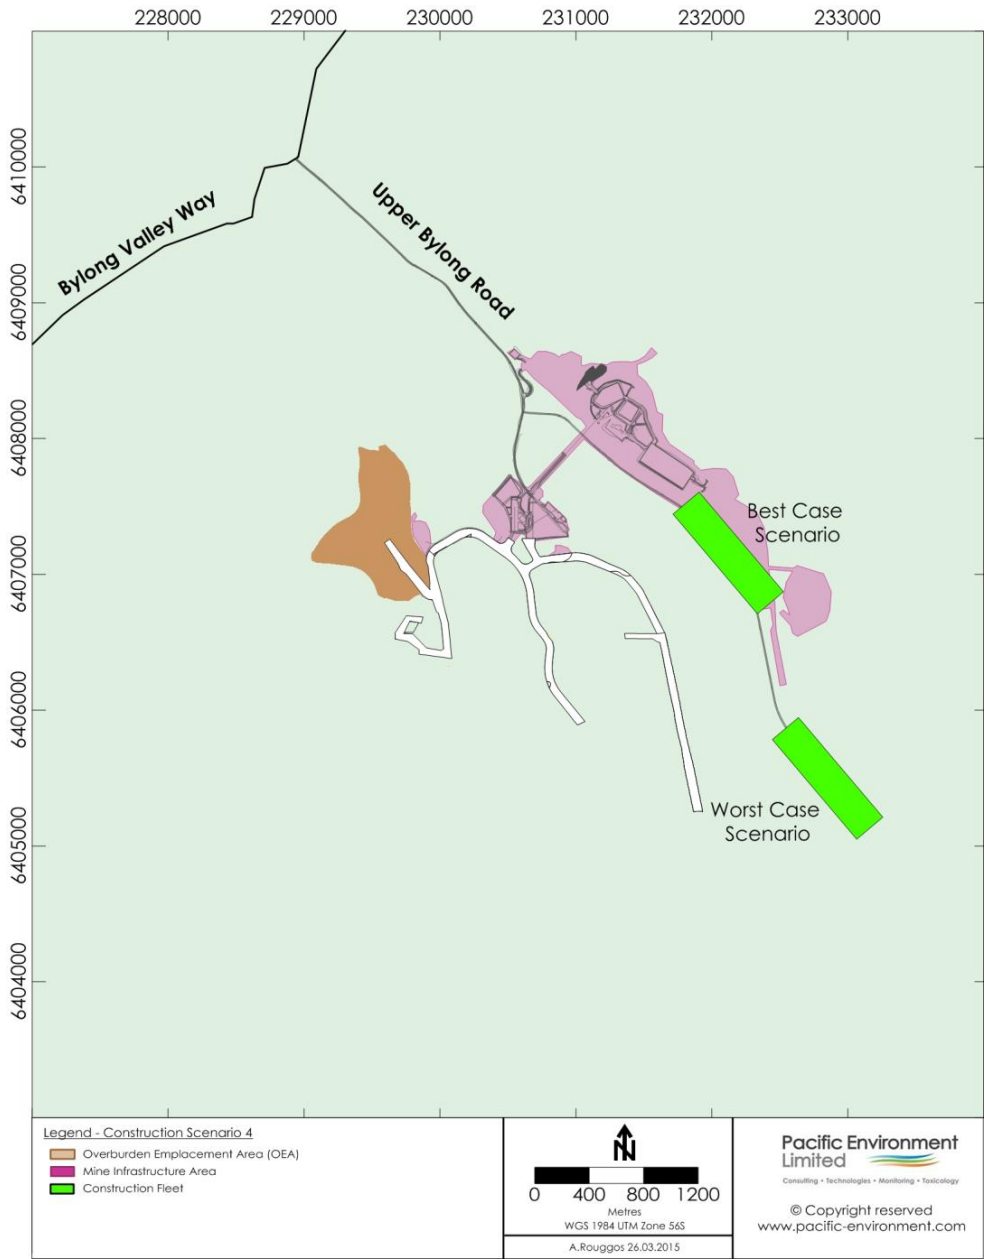 228000 229000 230000 231000 232000 233000
6410000
6409000
6408000
6407000
6406000
6405000
6404000
Bylong Valley Way
Upper Bylong Road
Best Case
Scenario
Worst Case
Scenario
Legend - Construction Scenario 4
Overburden Emplacement Area (OEA)
Mine Infrastructure Area
Construction Fleet
N
0 400 800 1200
Metres
WGS 1984 UTM Zone 56S
A.Rouggos 26.03.2015
Pacific Environment
Limited
Consulting • Technologies • Monitoring • Toxicology
© Copyright reserved
www.pacific-environment.com